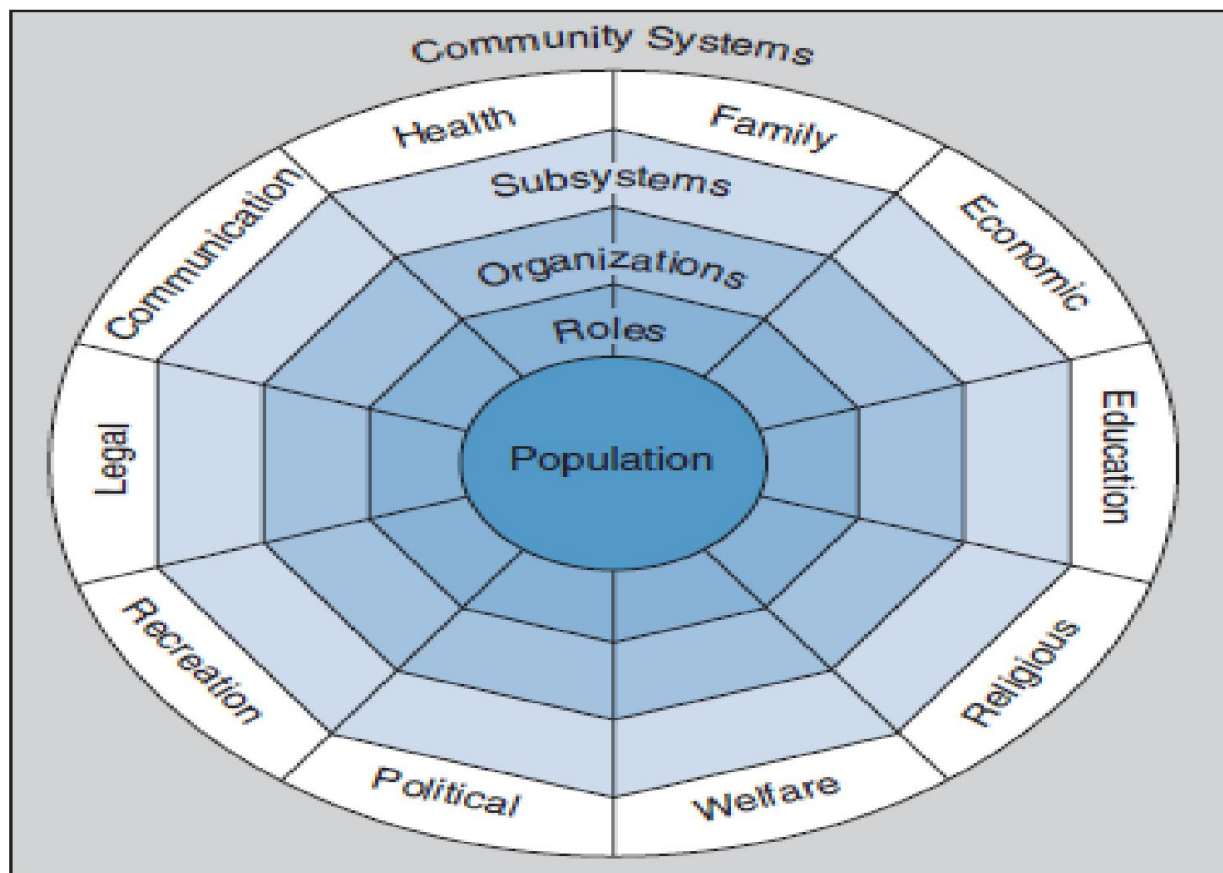 Community Systems
Health
Family
Communication
Subsystems
Economic
Organizations
Roles
Legal
Population
Education
Recreation
Religious
Political
Welfare